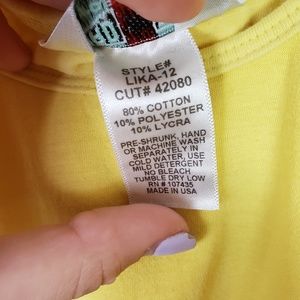 STYLE#
LIKA-12
CUT# 42080
80% COTTON
10% POLYESTER
10% LYCRA
PRE-SHRUNK, HAND
OR MACHINE WASH
SEPARATELY IN
COLD WATER, USE
MILD DETERGENT
NO BLEACH
TUMBLE DRY LOW
RN # 107435
MADE IN USA